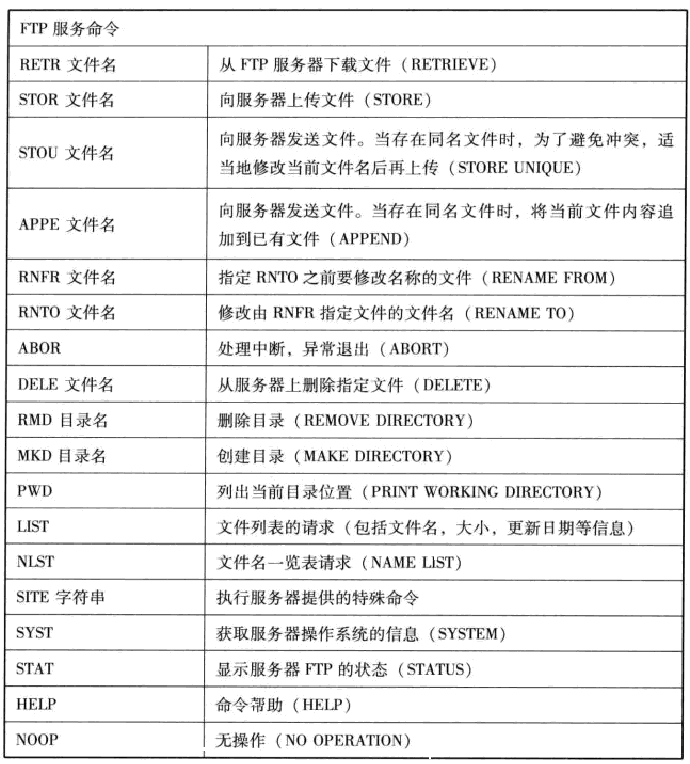 FTP 服务命令
RETR 文件名 从 FTP 服务器下载文件（RETRIEVE）
STOR 文件名 向服务器上传文件（STORE）
STOU 文件名 向服务器发送文件。当存在同名文件时，为了避免冲突，适
当地修改当前文件名后再上传（STORE UNIQUE）
APPE 文件名 向服务器发送文件。当存在同名文件时，将当前文件内容追
加到已有文件（APPEND）
RNFR 文件名 指定 RNTO 之前要修改名称的文件（RENAME FROM）
RNTO 文件名 修改由 RNFR 指定文件的文件名（RENAME TO）
ABOR 处理中断，异常退出（ABORT）
DELE 文件名 从服务器上删除指定文件（DELETE）
RMD 目录名 删除目录（REMOVE DIRECTORY）
MKD 目录名 创建目录（MAKE DIRECTORY）
PWD 列出当前目录位置（PRINT WORKING DIRECTORY）
LIST 文件列表的请求（包括文件名，大小，更新日期等信息）
NLST 文件名一览表请求（NAME LIST）
SITE 字符串 执行服务器提供的特殊命令
SYST 获取服务器操作系统的信息（SYSTEM）
STAT 显示服务器 FTP 的状态（STATUS）
HELP 命令帮助（HELP）
NOOP 无操作（NO OPERATION）